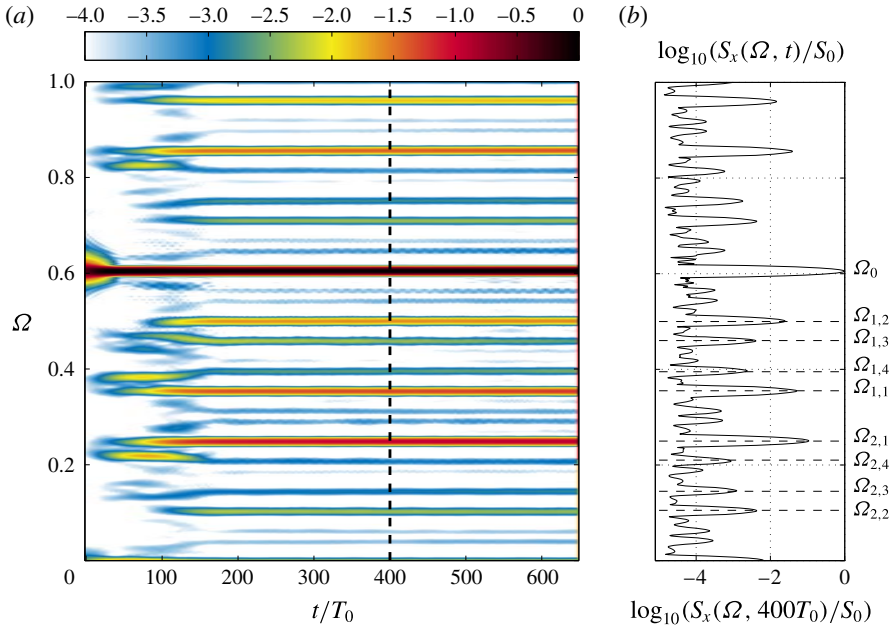 (a)
−4.0 −3.5 −3.0 −2.5 −2.0 −1.5 −1.0 −0.5 0
(b)
log₁₀(Sₓ(Ω, t)/S₀)
1.0
0.8
0.6
Ω
0.4
0.2
0
100 200 300 400 500 600
t/T₀
Ω₀
Ω₁,₂
Ω₁,₃
Ω₁,₄
Ω₁,₁
Ω₂,₁
Ω₂,₄
Ω₂,₃
Ω₂,₂
−4 −2 0
log₁₀(Sₓ(Ω, 400T₀)/S₀)